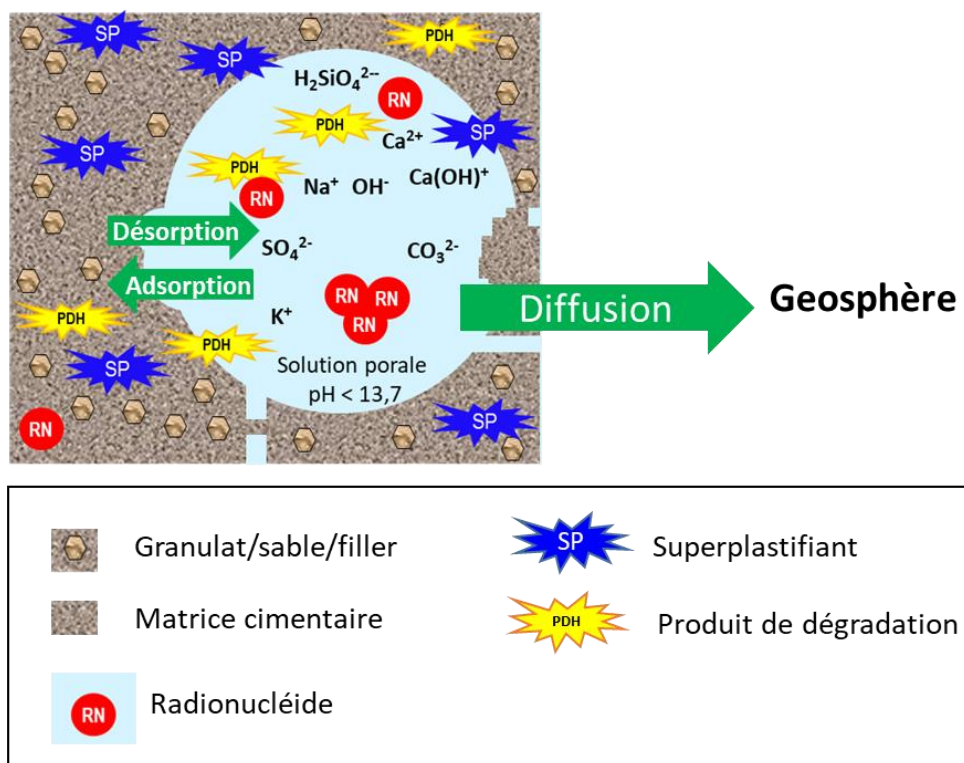 SP
PDH
SP
H₂SiO₄²⁻⁻
RN
PDH
Ca²⁺
SP
SP
PDH
RN
Na⁺ OH⁻ Ca(OH)⁺
Désorption
SO₄²⁻
CO₃²⁻
Adsorption
RN
RN
RN
Diffusion
Geosphère
K⁺
PDH
PDH
SP
Solution porale
pH < 13,7
SP
RN
Granulat/sable/filler
SP
Superplastifiant
Matrice cimentaire
PDH
Produit de dégradation
RN
Radionucléide